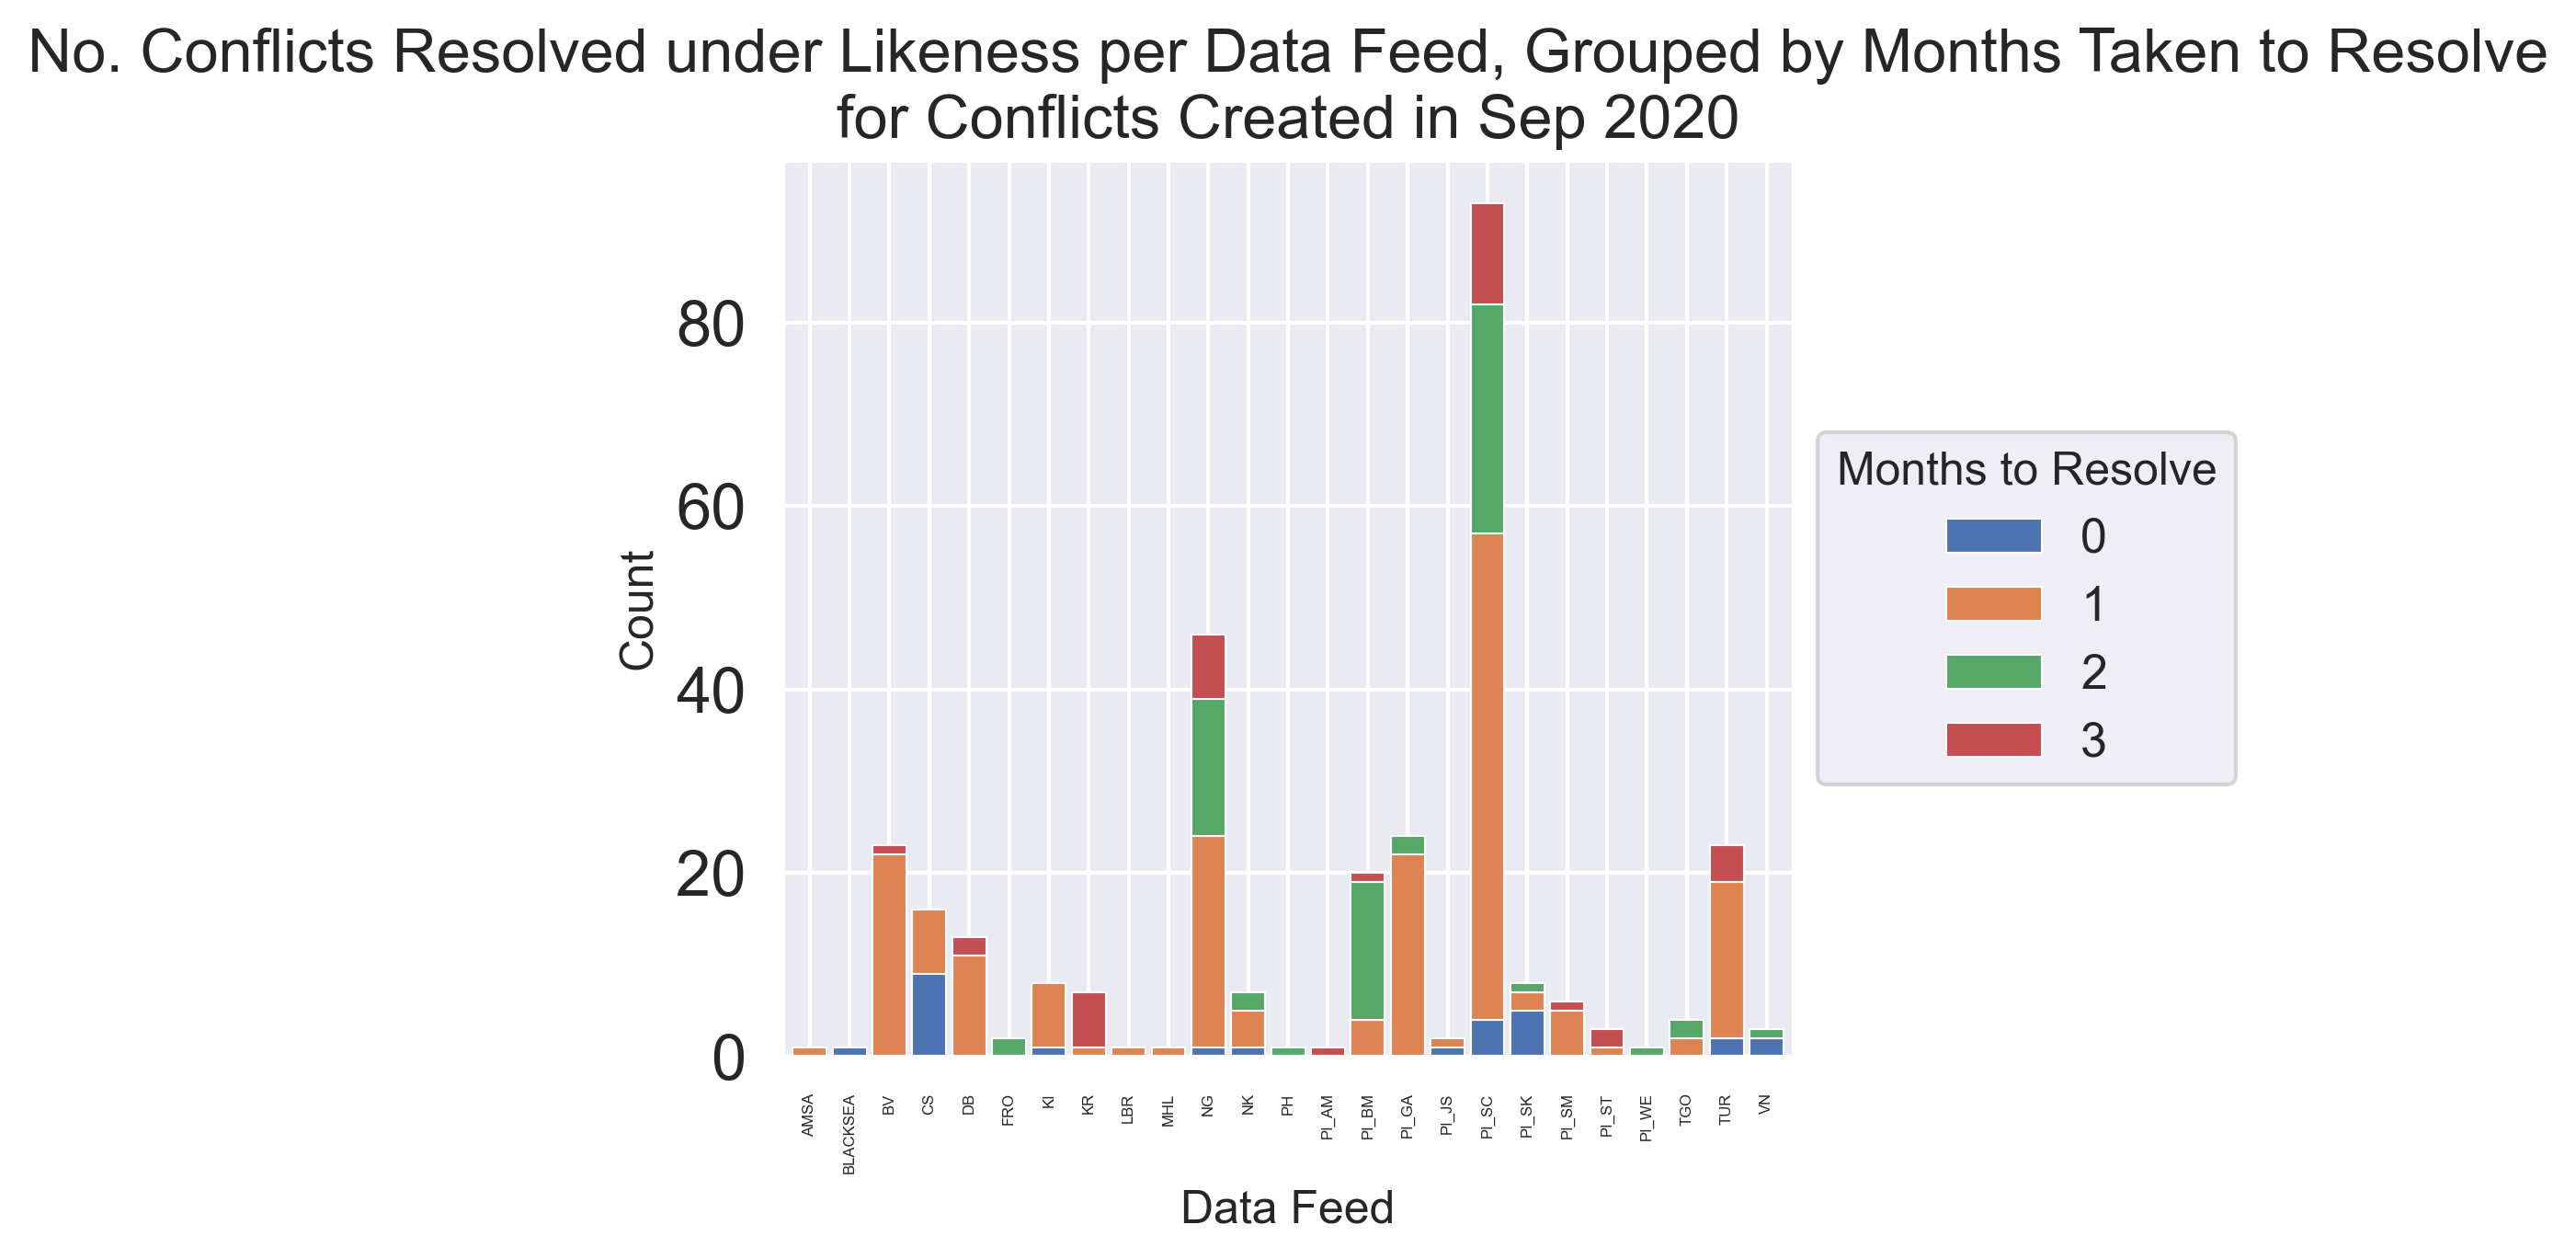 No. Conflicts Resolved under Likeness per Data Feed, Grouped by Months Taken to Resolve
for Conflicts Created in Sep 2020
Count
80
60
40
20
0
AMSA
BLACKSEA
BV
CS
DB
FRO
KI
KR
LBR
MHL
NG
NK
PH
PI_AM
PI_BM
PI_GA
PI_JS
PI_SC
PI_SK
PI_SM
PI_ST
PI_WE
TGO
TUR
VN
Data Feed
Months to Resolve
0
1
2
3